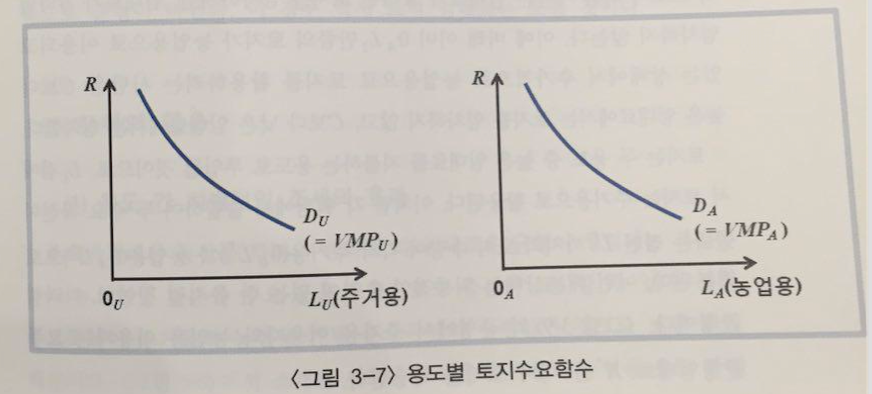 R
D_U
(= VMP_U)
0_U
L_U(주거용)
R
D_A
(= VMP_A)
0_A
L_A(농업용)
〈그림 3-7〉 용도별 토지수요함수